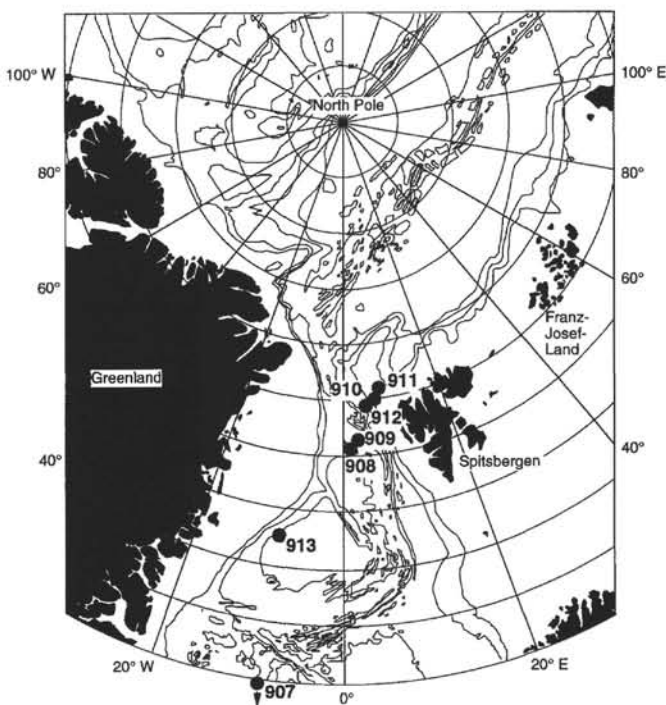 100° W
100° E
North Pole
80°
80°
60°
60°
Franz-
Josef-
Land
Greenland
911
910
912
909
908
40°
40°
Spitsbergen
913
20° W
20° E
907
0°